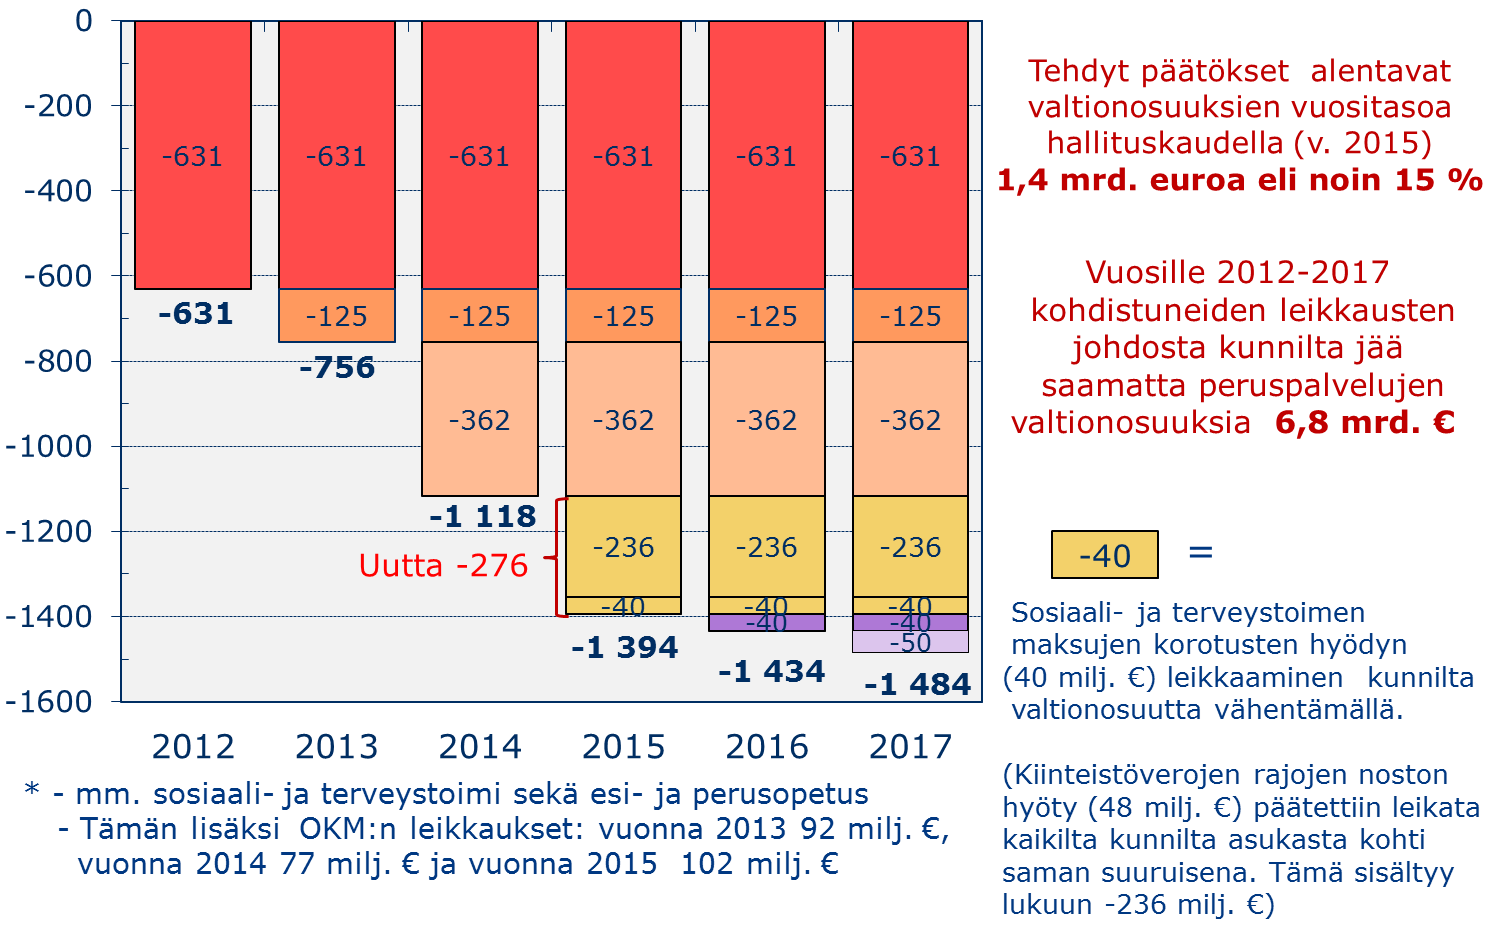 0
-200
-400
-600
-800
-1000
-1200
-1400
-1600
-631
-631
-631
-631
-631
-631
-631
-125
-125
-125
-125
-125
-756
-362
-362
-362
-362
-1 118
Uutta -276
-236
-236
-236
-40
-40
-40
-40
-40
-50
-1 394
-1 434
-1 484
2012
2013
2014
2015
2016
2017
* - mm. sosiaali- ja terveystoimi sekä esi- ja perusopetus
- Tämän lisäksi OKM:n leikkaukset: vuonna 2013 92 milj. €,
vuonna 2014 77 milj. € ja vuonna 2015 102 milj. €
Tehdyt päätökset alentavat
valtionosuuksien vuositasoa
hallituskaudella (v. 2015)
1,4 mrd. euroa eli noin 15 %
Vuosille 2012-2017
kohdistuneiden leikkausten
johdosta kunnilta jää
saamatta peruspalvelujen
valtionosuuksia 6,8 mrd. €
-40 =
Sosiaali- ja terveystoimen
maksujen korotusten hyödyn
(40 milj. €) leikkaaminen kunnilta
valtionosuutta vähentämällä.
(Kiinteistöverojen rajojen noston
hyöty (48 milj. €) päätettiin leikata
kaikilta kunnilta asukasta kohti
saman suuruisena. Tämä sisältyy
lukuun -236 milj. €)